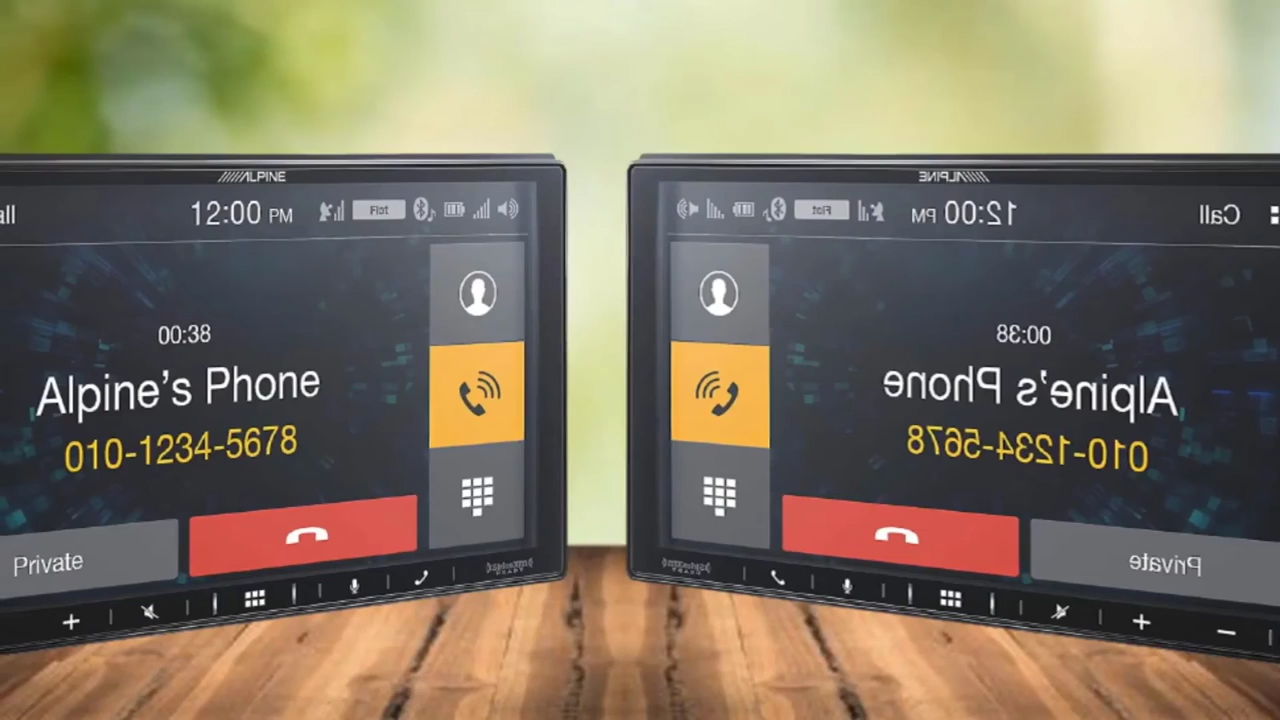 ALPINE
all
12:00 PM
Flat
00:38
Alpine's Phone
010-1234-5678
Private
ALPINE
12:00 PM
Call
Flat
00:38
Alpine's Phone
010-1234-5678
Private